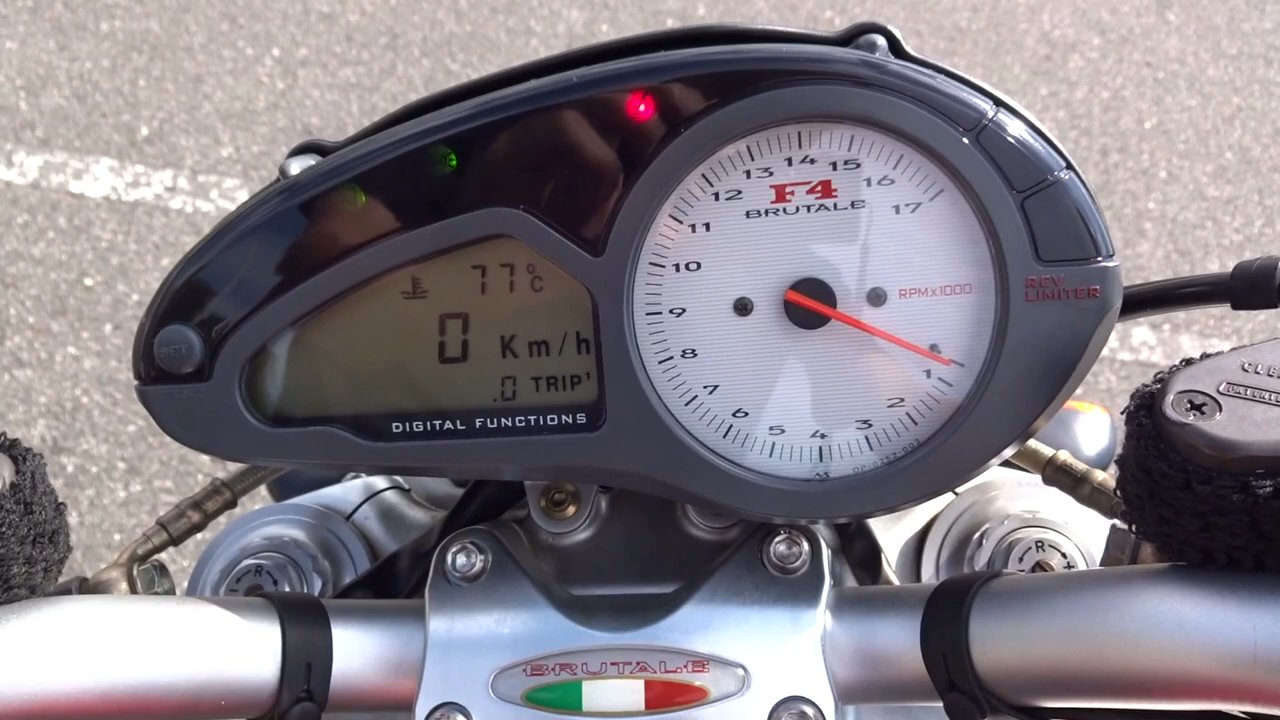 14
13
15
12
16
17
F4
BRUTALE
11
10
9
8
7
6
5
4
3
2
1
RPMx1000
REV
LIMITER
77°C
0 Km/h
.0 TRIP¹
DIGITAL FUNCTIONS
SET
R
R
+
BRUTALE